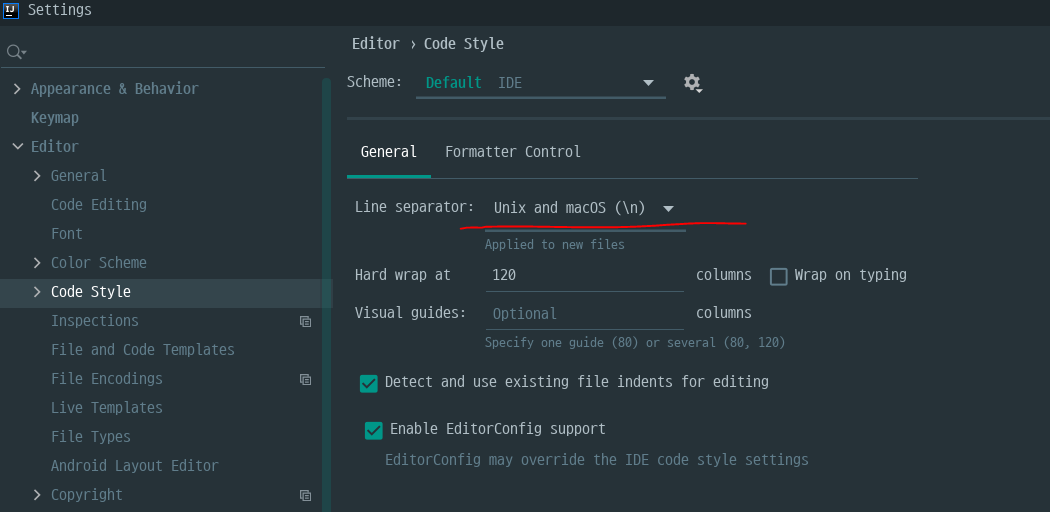 IJ
Settings
Appearance & Behavior
Keymap
Editor
General
Code Editing
Font
Color Scheme
Code Style
Inspections
File and Code Templates
File Encodings
Live Templates
File Types
Android Layout Editor
Copyright
Editor › Code Style
Scheme: Default IDE
General Formatter Control
Line separator: Unix and macOS (\n)
Applied to new files
Hard wrap at 120 columns Wrap on typing
Visual guides: Optional columns
Specify one guide (80) or several (80, 120)
Detect and use existing file indents for editing
Enable EditorConfig support
EditorConfig may override the IDE code style settings